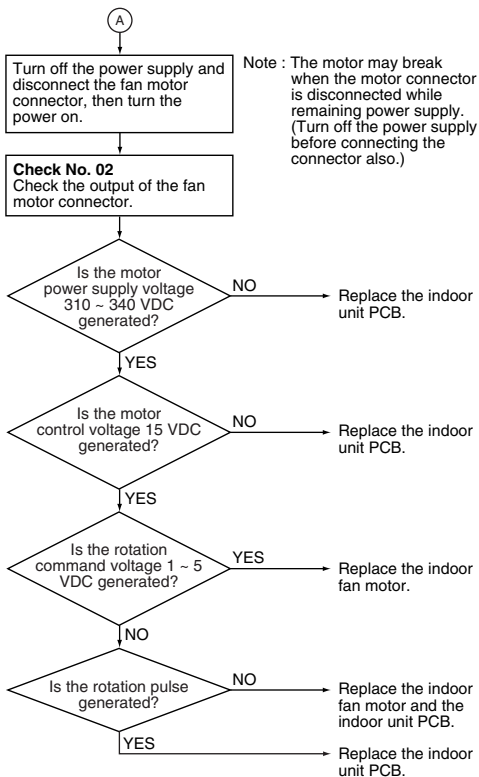 A
Turn off the power supply and
disconnect the fan motor
connector, then turn the
power on.
Note : The motor may break
when the motor connector
is disconnected while
remaining power supply.
(Turn off the power supply
before connecting the
connector also.)
Check No. 02
Check the output of the fan
motor connector.
Is the motor
power supply voltage
310 ~ 340 VDC
generated?
NO
Replace the indoor
unit PCB.
YES
Is the motor
control voltage 15 VDC
generated?
NO
Replace the indoor
unit PCB.
YES
Is the rotation
command voltage 1 ~ 5
VDC generated?
YES
Replace the indoor
fan motor.
NO
Is the rotation pulse
generated?
NO
Replace the indoor
fan motor and the
indoor unit PCB.
YES
Replace the indoor
unit PCB.